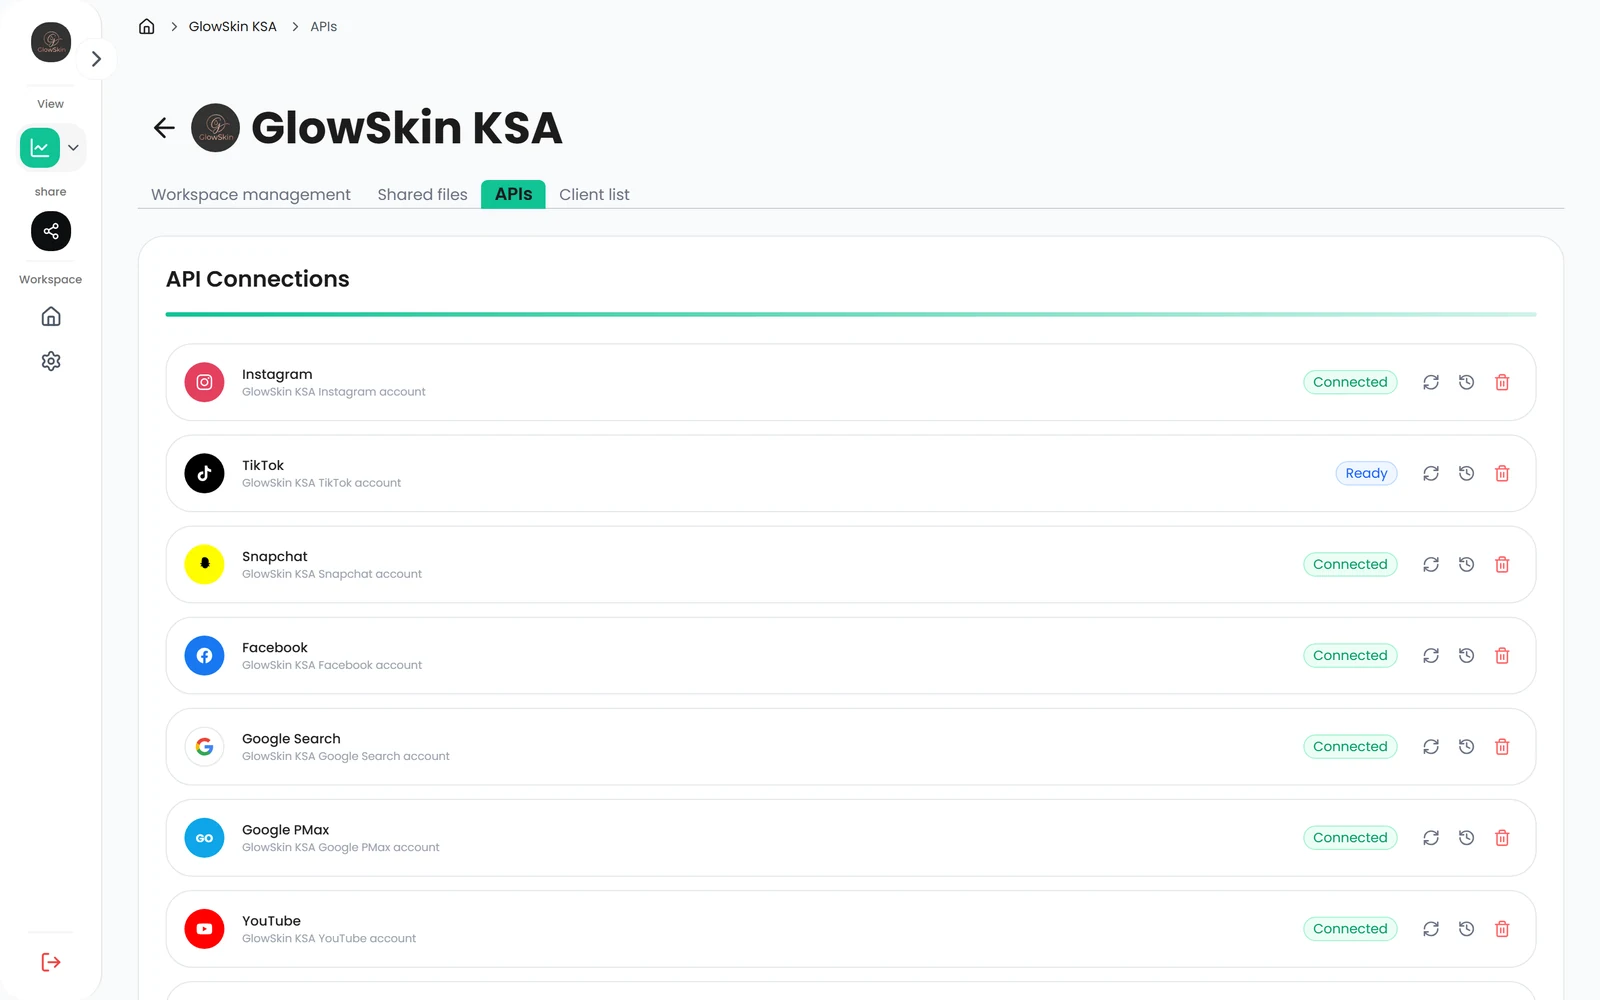 GlowSkin
GlowSkin KSA
APIs
View
share
Workspace
GlowSkin
GlowSkin KSA
Workspace management
Shared files
APIs
Client list
API Connections
Instagram
GlowSkin KSA Instagram account
Connected
TikTok
GlowSkin KSA TikTok account
Ready
Snapchat
GlowSkin KSA Snapchat account
Connected
Facebook
GlowSkin KSA Facebook account
Connected
Google Search
GlowSkin KSA Google Search account
Connected
GO
Google PMax
GlowSkin KSA Google PMax account
Connected
YouTube
GlowSkin KSA YouTube account
Connected